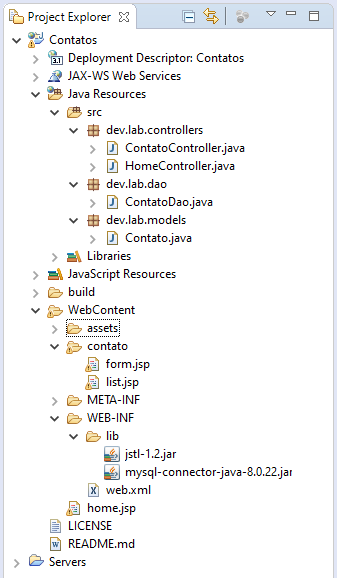 Project Explorer
Contatos
3.1 Deployment Descriptor: Contatos
JAX-WS Web Services
Java Resources
src
dev.lab.controllers
J ContatoController.java
J HomeController.java
dev.lab.dao
J ContatoDao.java
dev.lab.models
J Contato.java
Libraries
JavaScript Resources
build
WebContent
assets
contato
form.jsp
list.jsp
META-INF
WEB-INF
lib
jstl-1.2.jar
mysql-connector-java-8.0.22.jar
X web.xml
home.jsp
LICENSE
W README.md
Servers